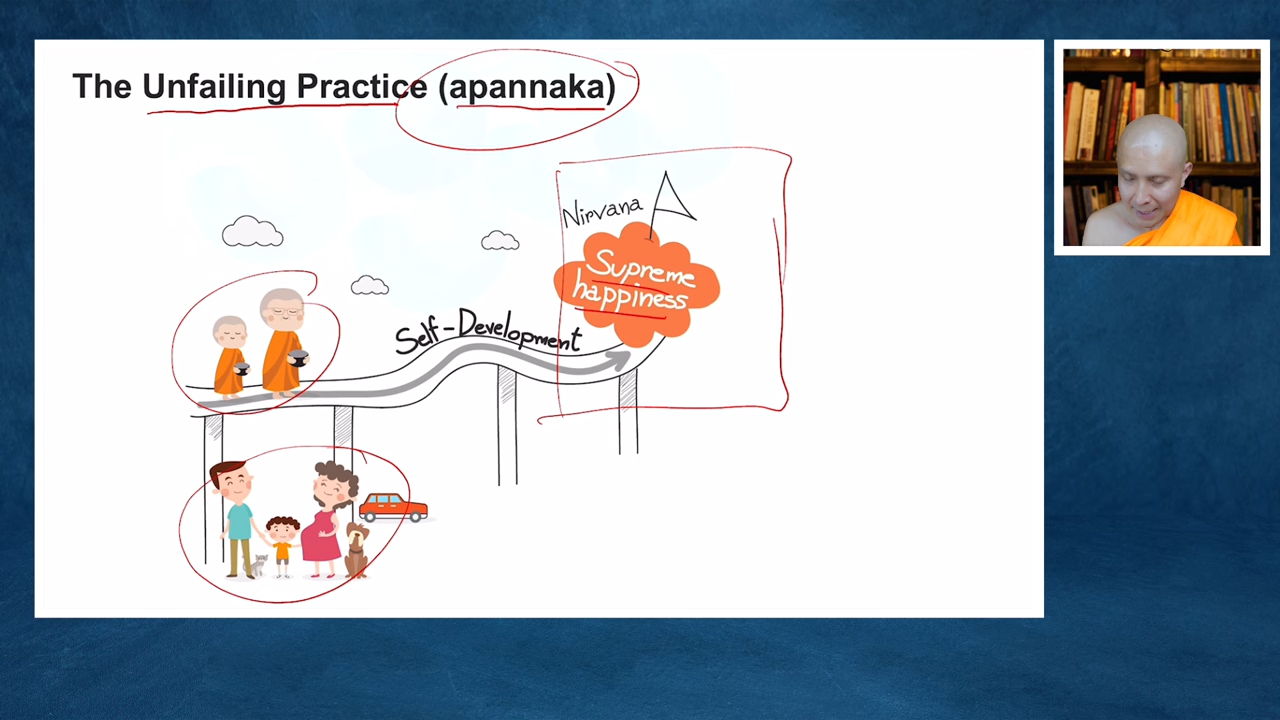 The Unfailing Practice (apannaka)
Nirvana
Supreme
happiness
Self-Development